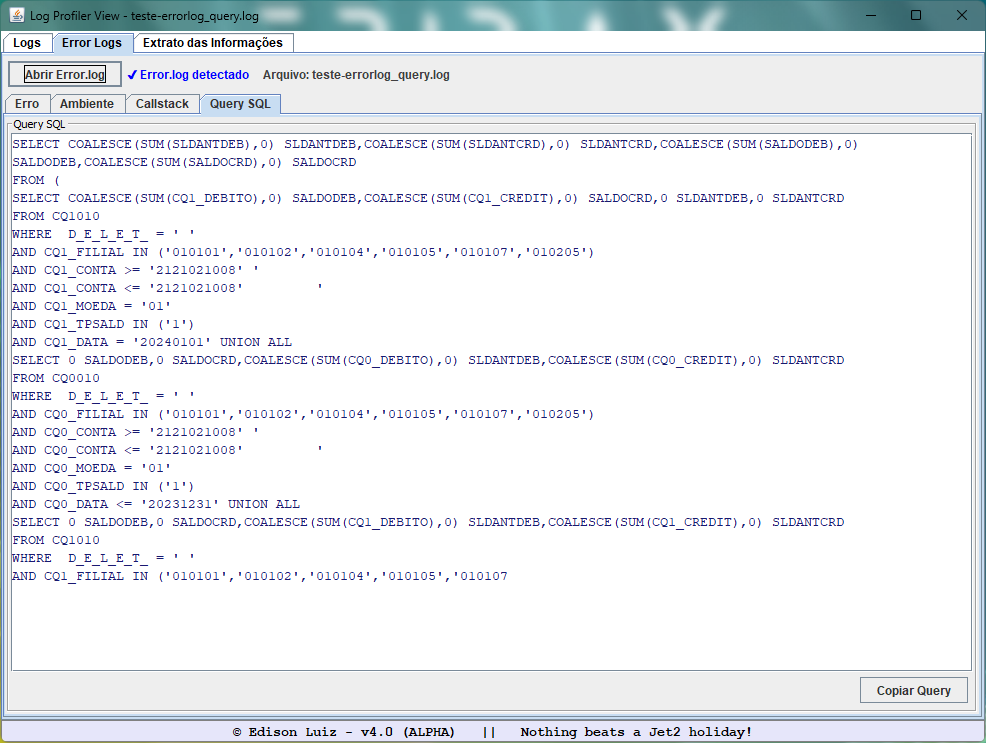 Log Profiler View - teste-errorlog_query.log
Logs Error Logs Extrato das Informações
Abrir Error.log ✔ Error.log detectado Arquivo: teste-errorlog_query.log
Erro Ambiente Callstack Query SQL
Query SQL
SELECT COALESCE(SUM(SLDANTDEB),0) SLDANTDEB,COALESCE(SUM(SLDANTCRD),0) SLDANTCRD,COALESCE(SUM(SALDODEB),0)
SALDODEB,COALESCE(SUM(SALDOCRD),0) SALDOCRD
FROM (
SELECT COALESCE(SUM(CQ1_DEBITO),0) SALDODEB,COALESCE(SUM(CQ1_CREDIT),0) SALDOCRD,0 SLDANTDEB,0 SLDANTCRD
FROM CQ1010
WHERE  D_E_L_E_T_ = ' '
AND CQ1_FILIAL IN ('010101','010102','010104','010105','010107','010205')
AND CQ1_CONTA >= '2121021008' '
AND CQ1_CONTA <= '2121021008'         '
AND CQ1_MOEDA = '01'
AND CQ1_TPSALD IN ('1')
AND CQ1_DATA = '20240101' UNION ALL
SELECT 0 SALDODEB,0 SALDOCRD,COALESCE(SUM(CQ0_DEBITO),0) SLDANTDEB,COALESCE(SUM(CQ0_CREDIT),0) SLDANTCRD
FROM CQ0010
WHERE  D_E_L_E_T_ = ' '
AND CQ0_FILIAL IN ('010101','010102','010104','010105','010107','010205')
AND CQ0_CONTA >= '2121021008' '
AND CQ0_CONTA <= '2121021008'         '
AND CQ0_MOEDA = '01'
AND CQ0_TPSALD IN ('1')
AND CQ0_DATA <= '20231231' UNION ALL
SELECT 0 SALDODEB,0 SALDOCRD,COALESCE(SUM(CQ1_DEBITO),0) SLDANTDEB,COALESCE(SUM(CQ1_CREDIT),0) SLDANTCRD
FROM CQ1010
WHERE  D_E_L_E_T_ = ' '
AND CQ1_FILIAL IN ('010101','010102','010104','010105','010107
Copiar Query
© Edison Luiz - v4.0 (ALPHA)   ||   Nothing beats a Jet2 holiday!